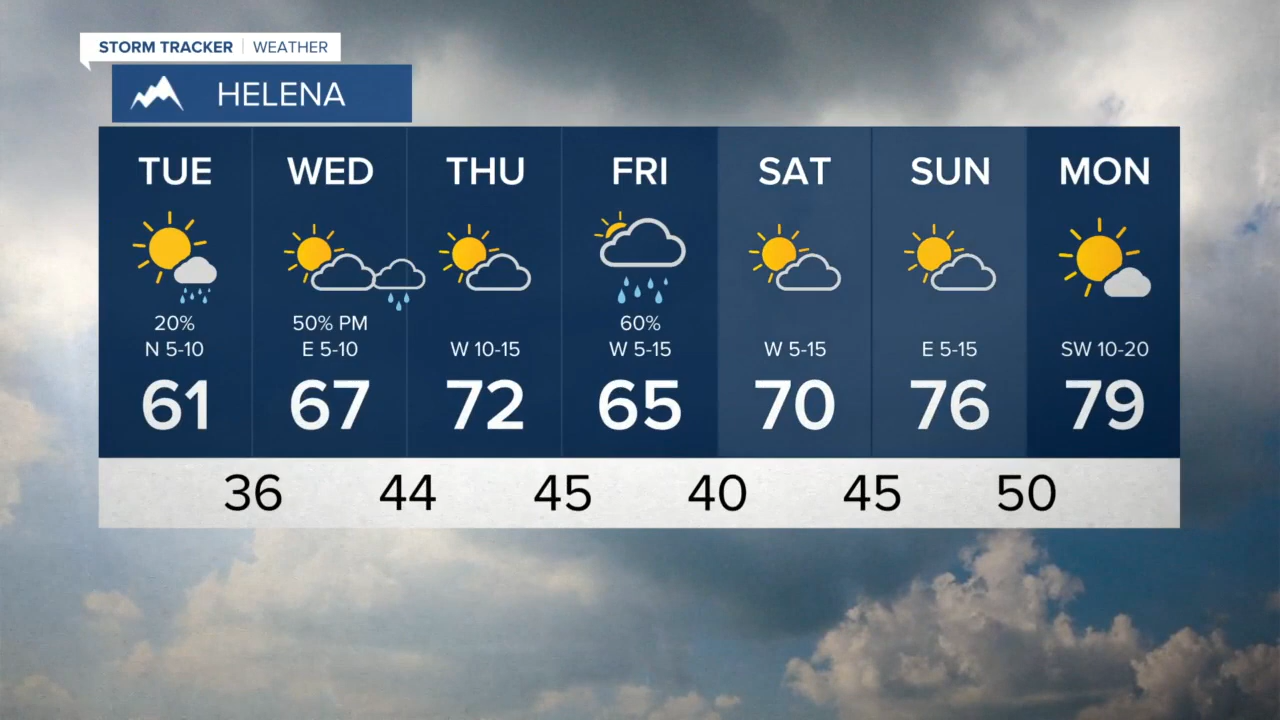 STORM TRACKER | WEATHER
HELENA
TUE WED THU FRI SAT SUN MON
20% 50% PM 60%
N 5-10 E 5-10 W 10-15 W 5-15 W 5-15 E 5-15 SW 10-20
61 67 72 65 70 76 79
36 44 45 40 45 50